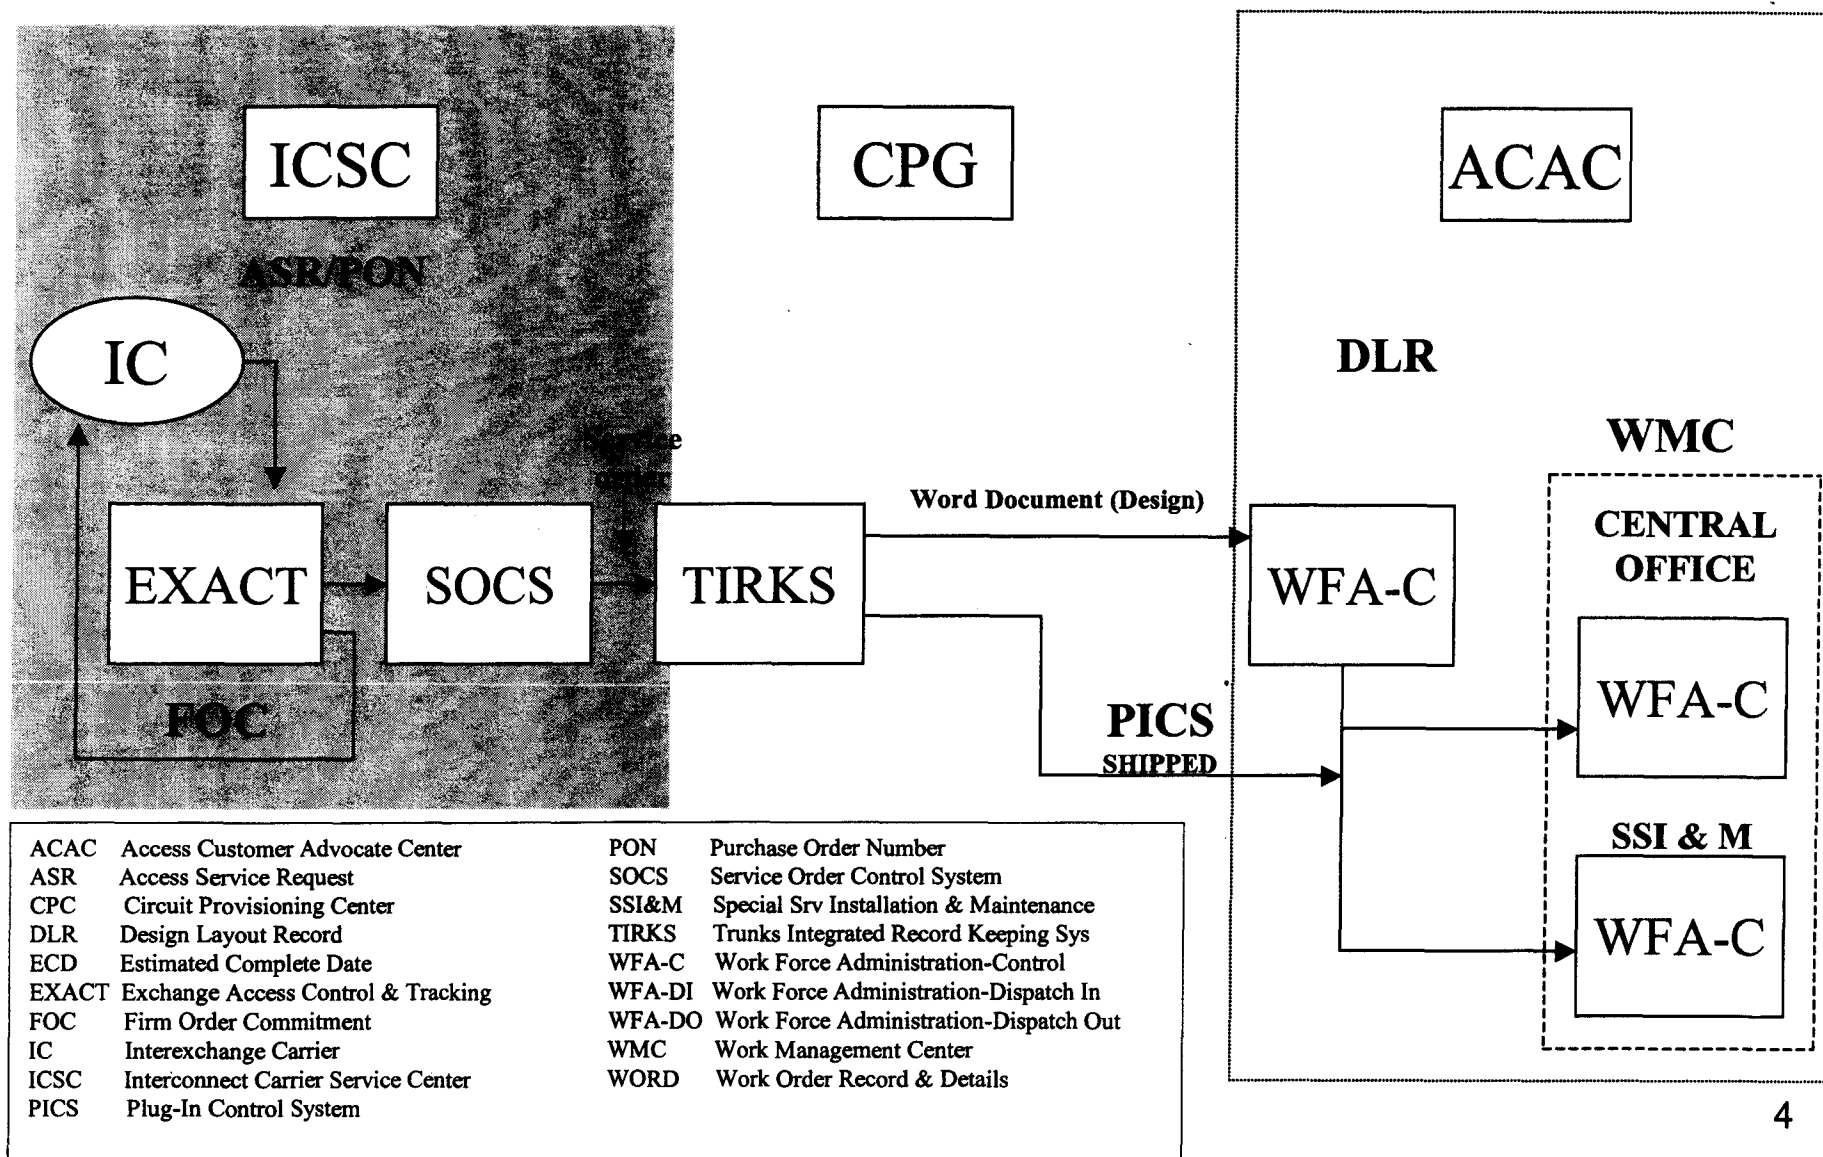 ICSC
CPG
ACAC
ASR/PON
IC
DLR
WMC
Service
order
Word Document (Design)
CENTRAL
OFFICE
EXACT
SOCS
TIRKS
WFA-C
WFA-C
FOC
PICS
SHIPPED
SSI & M
WFA-C
ACAC Access Customer Advocate Center
ASR Access Service Request
CPC Circuit Provisioning Center
DLR Design Layout Record
ECD Estimated Complete Date
EXACT Exchange Access Control & Tracking
FOC Firm Order Commitment
IC Interexchange Carrier
ICSC Interconnect Carrier Service Center
PICS Plug-In Control System
PON Purchase Order Number
SOCS Service Order Control System
SSI&M Special Srv Installation & Maintenance
TIRKS Trunks Integrated Record Keeping Sys
WFA-C Work Force Administration-Control
WFA-DI Work Force Administration-Dispatch In
WFA-DO Work Force Administration-Dispatch Out
WMC Work Management Center
WORD Work Order Record & Details
4